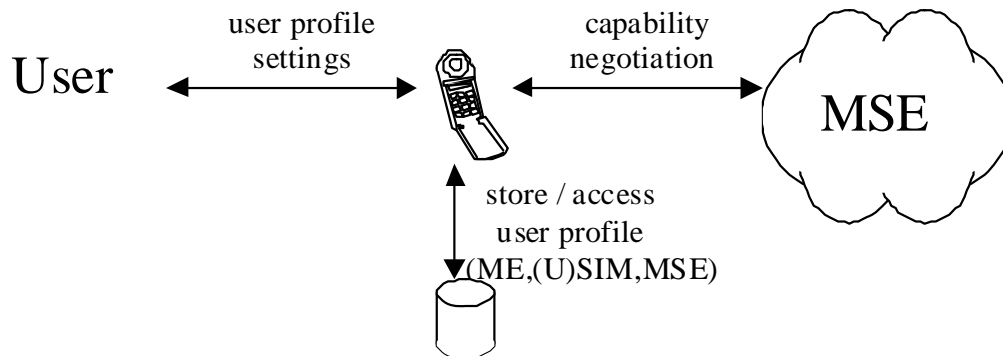 user profile
settings
capability
negotiation
User
MSE
store / access
user profile
(ME,(U)SIM,MSE)